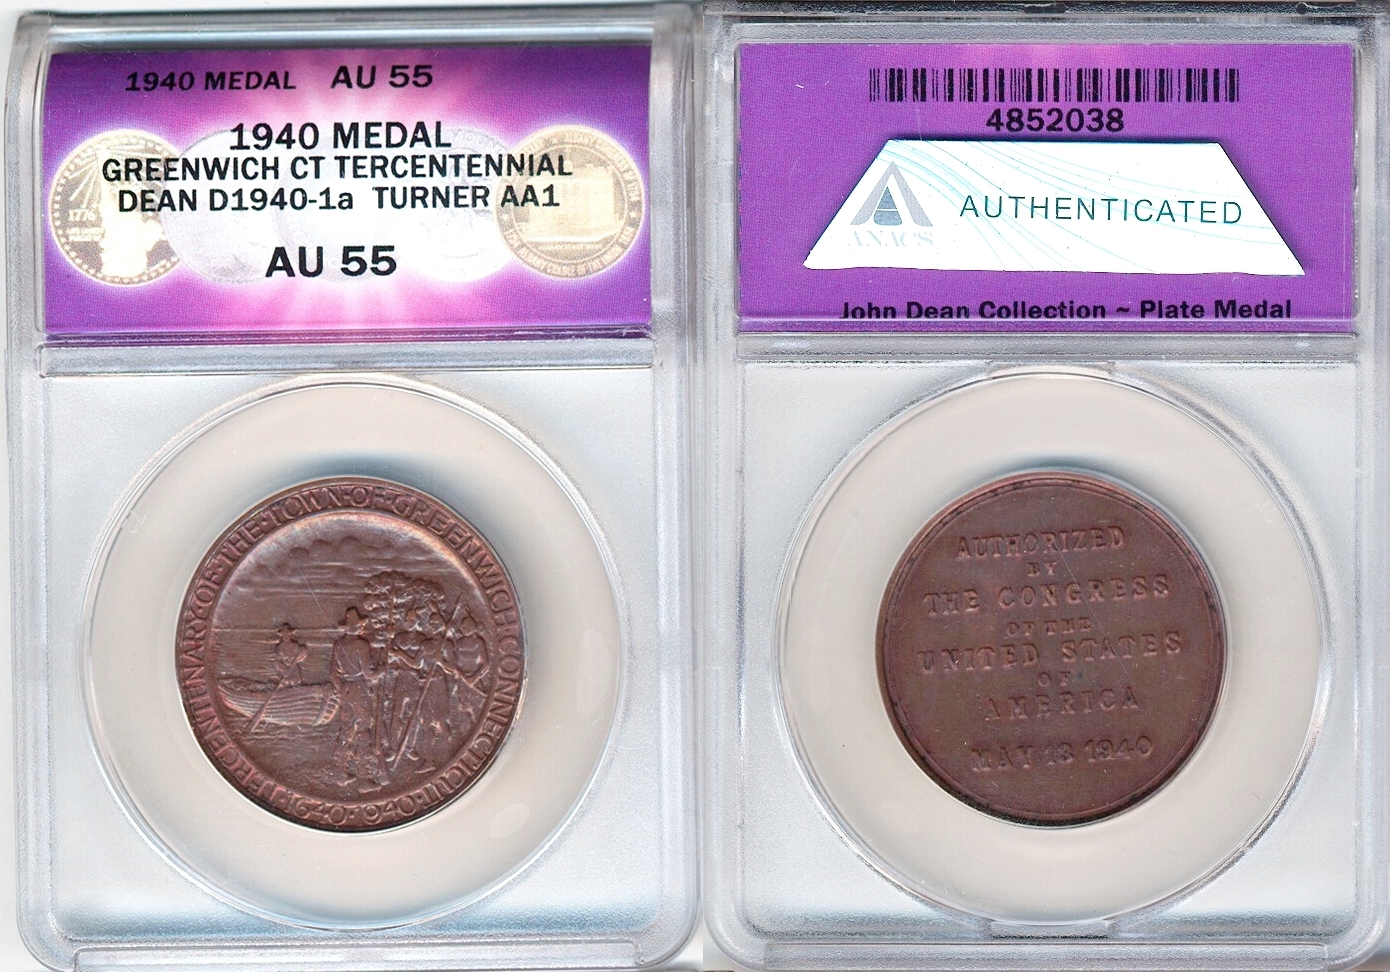 1940 MEDAL AU 55
1940 MEDAL
GREENWICH CT TERCENTENNIAL
DEAN D1940-1a TURNER AA1
AU 55
1776
TERCENTENARY·OF·THE·TOWN·OF·GREENWICH·CONNECTICUT·
1640·1940
4852038
ANACS
AUTHENTICATED
John Dean Collection ~ Plate Medal
AUTHORIZED
BY
THE CONGRESS
OF THE
UNITED STATES
OF
AMERICA
MAY 13 1940